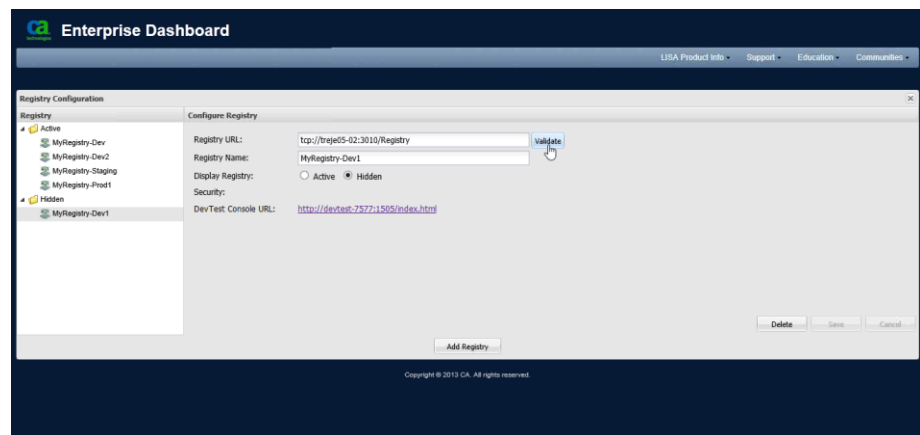 ca
technologies
Enterprise Dashboard
LISA Product Info Support Education Communities
Registry Configuration
Registry
Active
MyRegistry-Dev
MyRegistry-Dev2
MyRegistry-Staging
MyRegistry-Prod1
Hidden
MyRegistry-Dev1
Configure Registry
Registry URL: tcp://treje05-02:3010/Registry Validate
Registry Name: MyRegistry-Dev1
Display Registry: Active Hidden
Security:
DevTest Console URL: http://devtest-7577:1505/index.html
Delete Save Cancel
Add Registry
Copyright © 2013 CA. All rights reserved.